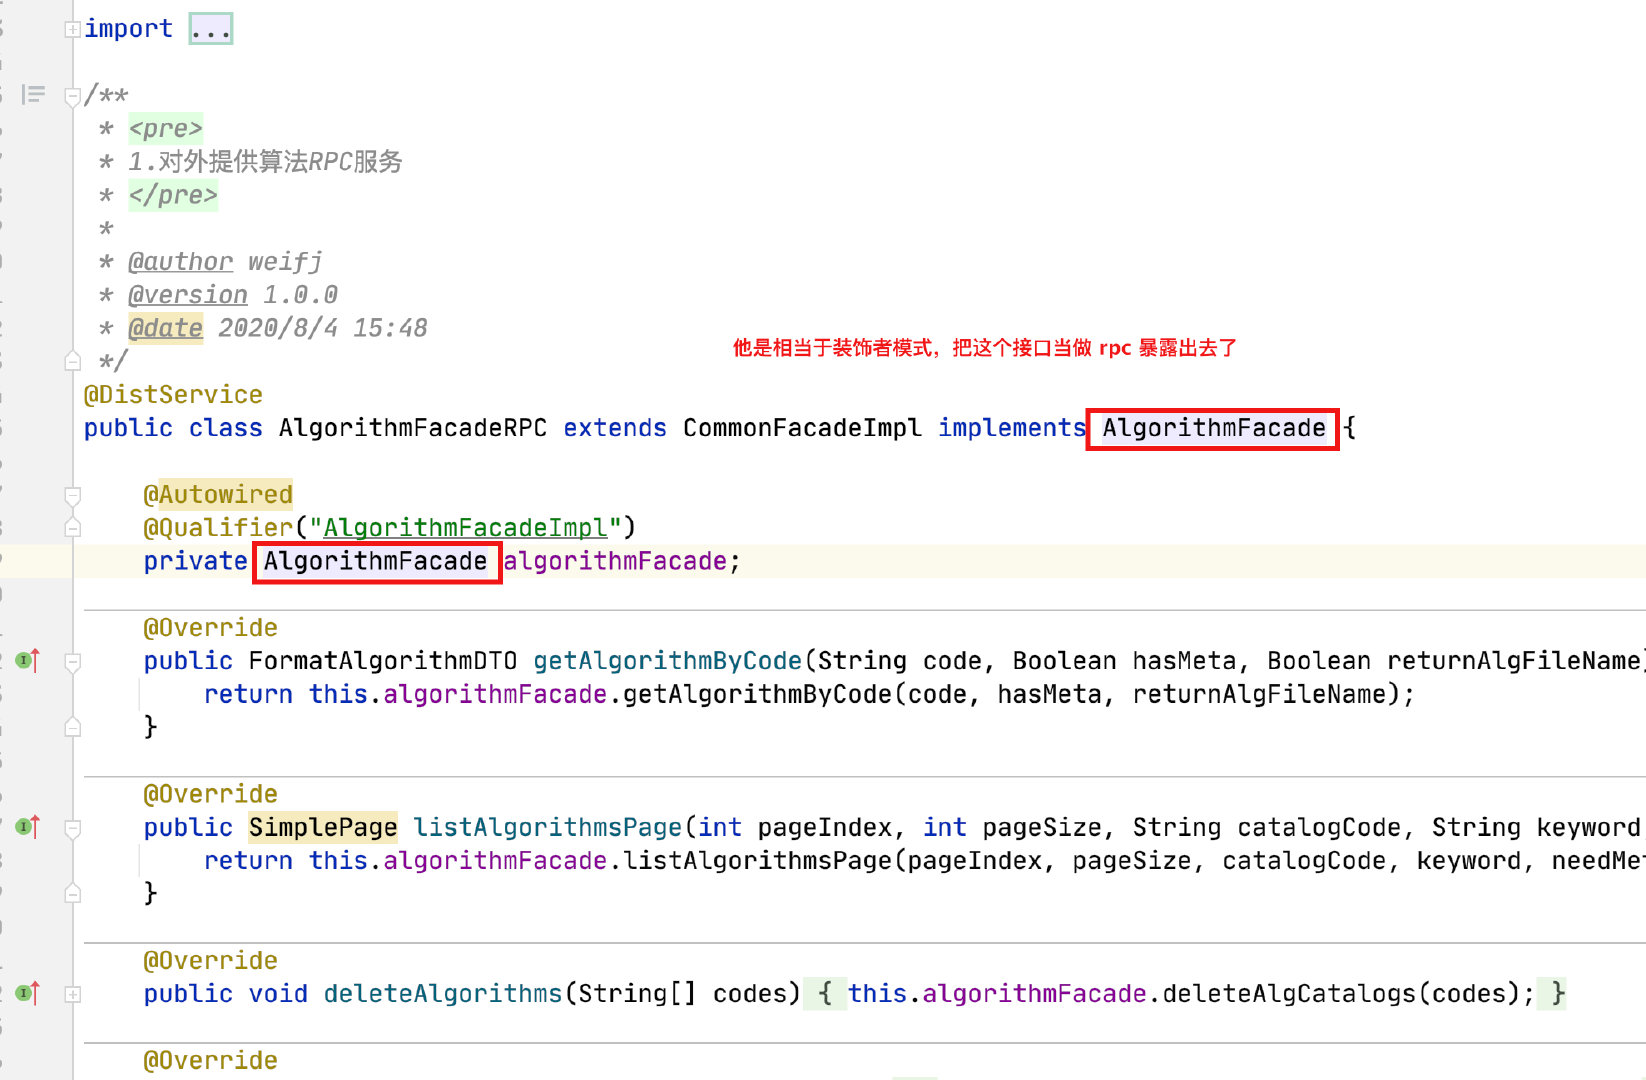 import ...
/**
* <pre>
* 1.对外提供算法RPC服务
* </pre>
*
* @author weifj
* @version 1.0.0
* @date 2020/8/4 15:48
*/
他是相当于装饰者模式，把这个接口当做 rpc 暴露出去了
@DistService
public class AlgorithmFacadeRPC extends CommonFacadeImpl implements AlgorithmFacade {
@Autowired
@Qualifier("AlgorithmFacadeImpl")
private AlgorithmFacade algorithmFacade;
@Override
public FormatAlgorithmDTO getAlgorithmByCode(String code, Boolean hasMeta, Boolean returnAlgFileName)
return this.algorithmFacade.getAlgorithmByCode(code, hasMeta, returnAlgFileName);
}
@Override
public SimplePage listAlgorithmsPage(int pageIndex, int pageSize, String catalogCode, String keyword
return this.algorithmFacade.listAlgorithmsPage(pageIndex, pageSize, catalogCode, keyword,
}
@Override
public void deleteAlgorithms(String[] codes) { this.algorithmFacade.deleteAlgCatalogs(codes); }
@Override